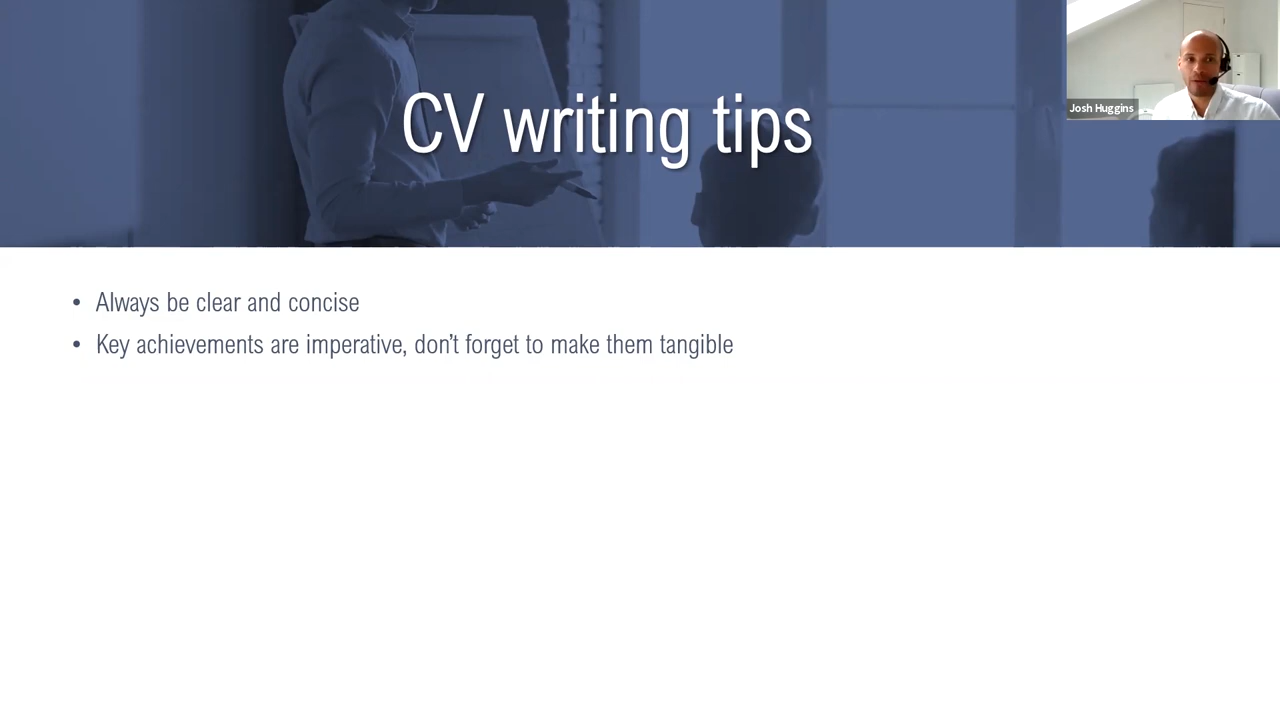 CV writing tips
Josh Huggins
• Always be clear and concise
• Key achievements are imperative, don’t forget to make them tangible